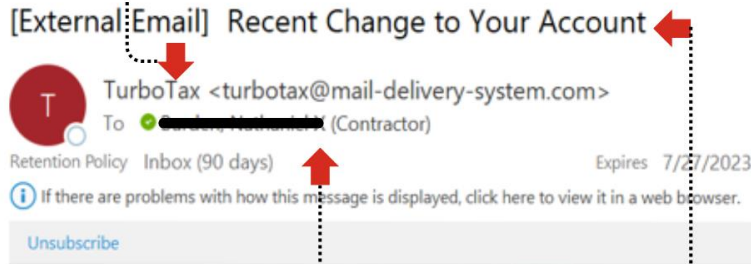 [External Email] Recent Change to Your Account
T
TurboTax <turbotax@mail-delivery-system.com>
To (Contractor)
Retention Policy Inbox (90 days) Expires 7/27/2023
If there are problems with how this message is displayed, click here to view it in a web browser.
Unsubscribe